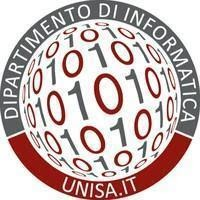 DIPARTIMENTO DI INFORMATICA
UNISA.IT